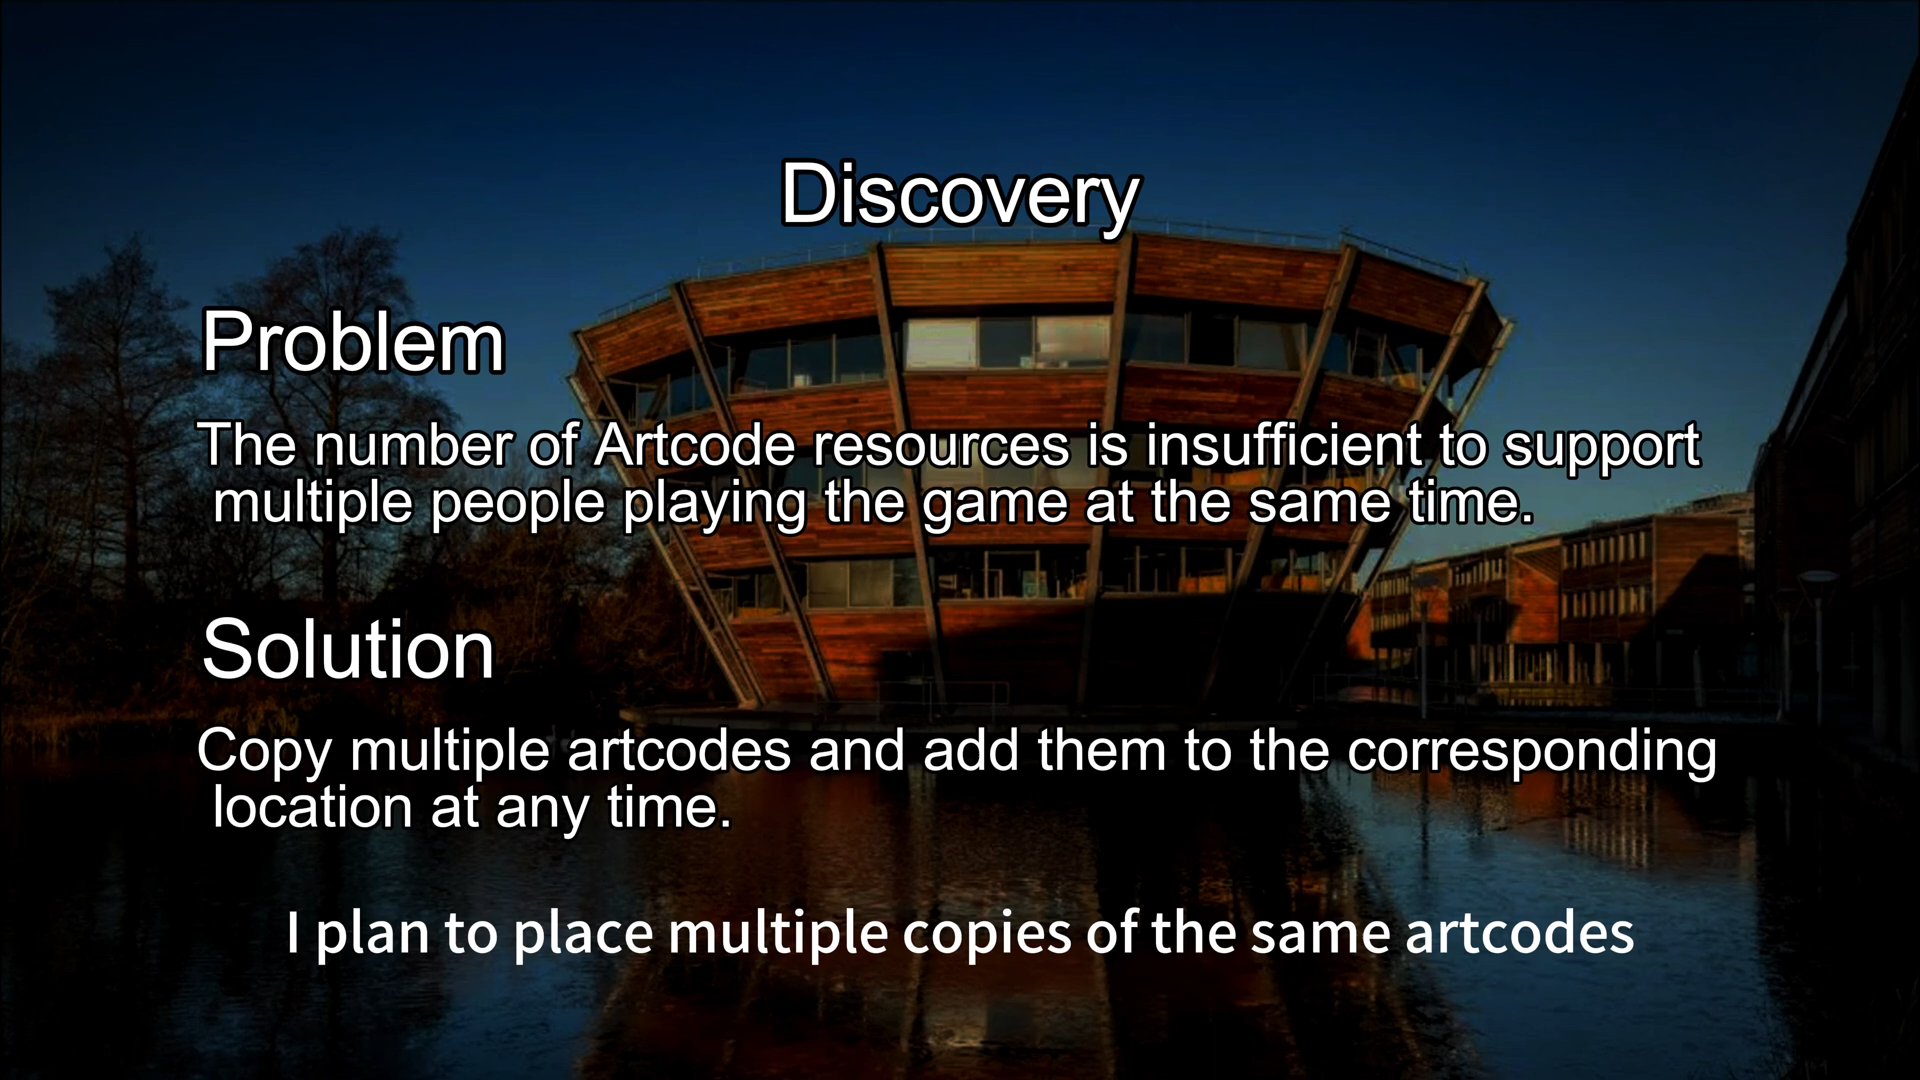 Discovery
Problem
The number of Artcode resources is insufficient to support
multiple people playing the game at the same time.
Solution
Copy multiple artcodes and add them to the corresponding
location at any time.
I plan to place multiple copies of the same artcodes